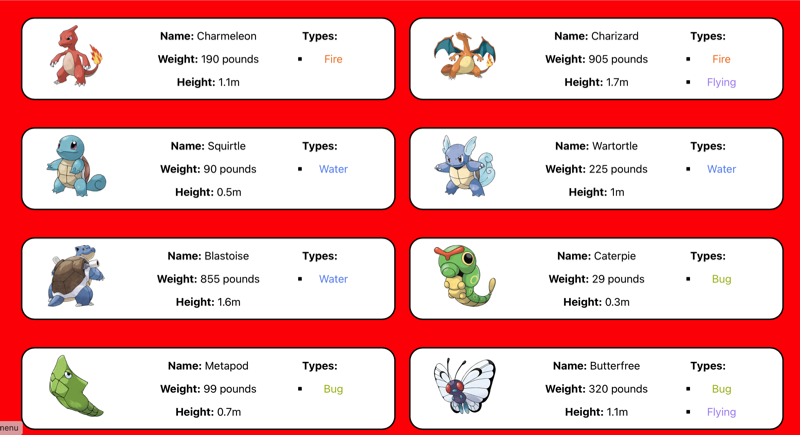 Name: Charmeleon
Weight: 190 pounds
Height: 1.1m
Types:
▪ Fire
Name: Charizard
Weight: 905 pounds
Height: 1.7m
Types:
▪ Fire
▪ Flying
Name: Squirtle
Weight: 90 pounds
Height: 0.5m
Types:
▪ Water
Name: Wartortle
Weight: 225 pounds
Height: 1m
Types:
▪ Water
Name: Blastoise
Weight: 855 pounds
Height: 1.6m
Types:
▪ Water
Name: Caterpie
Weight: 29 pounds
Height: 0.3m
Types:
▪ Bug
Name: Metapod
Weight: 99 pounds
Height: 0.7m
Types:
▪ Bug
Name: Butterfree
Weight: 320 pounds
Height: 1.1m
Types:
▪ Bug
▪ Flying
menu